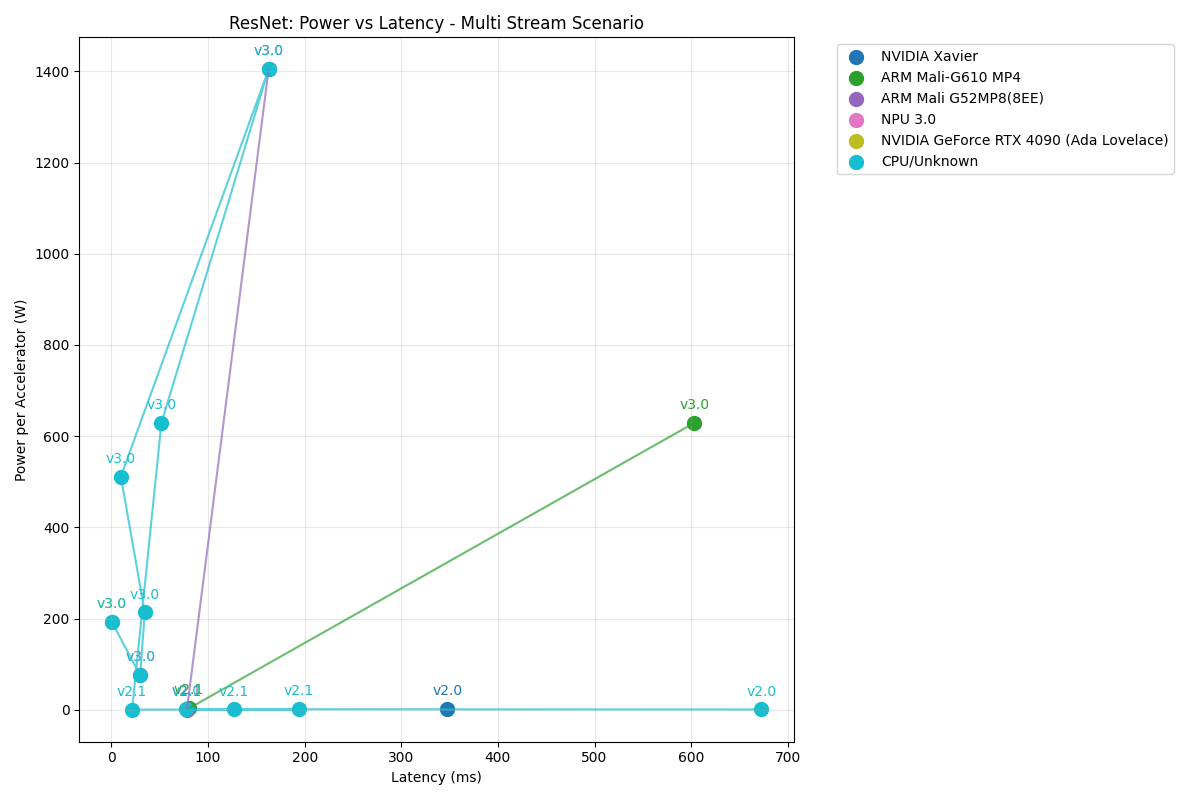 ResNet: Power vs Latency - Multi Stream Scenario
Power per Accelerator (W)
1400
1200
1000
800
600
400
200
0
v3.0
v3.0
v3.0
v3.0
v3.0
v3.0
v3.0
v2.1
v2.1
v2.1
v2.1
v2.0
v2.0
0
100
200
300
400
500
600
700
Latency (ms)
NVIDIA Xavier
ARM Mali-G610 MP4
ARM Mali G52MP8(8EE)
NPU 3.0
NVIDIA GeForce RTX 4090 (Ada Lovelace)
CPU/Unknown